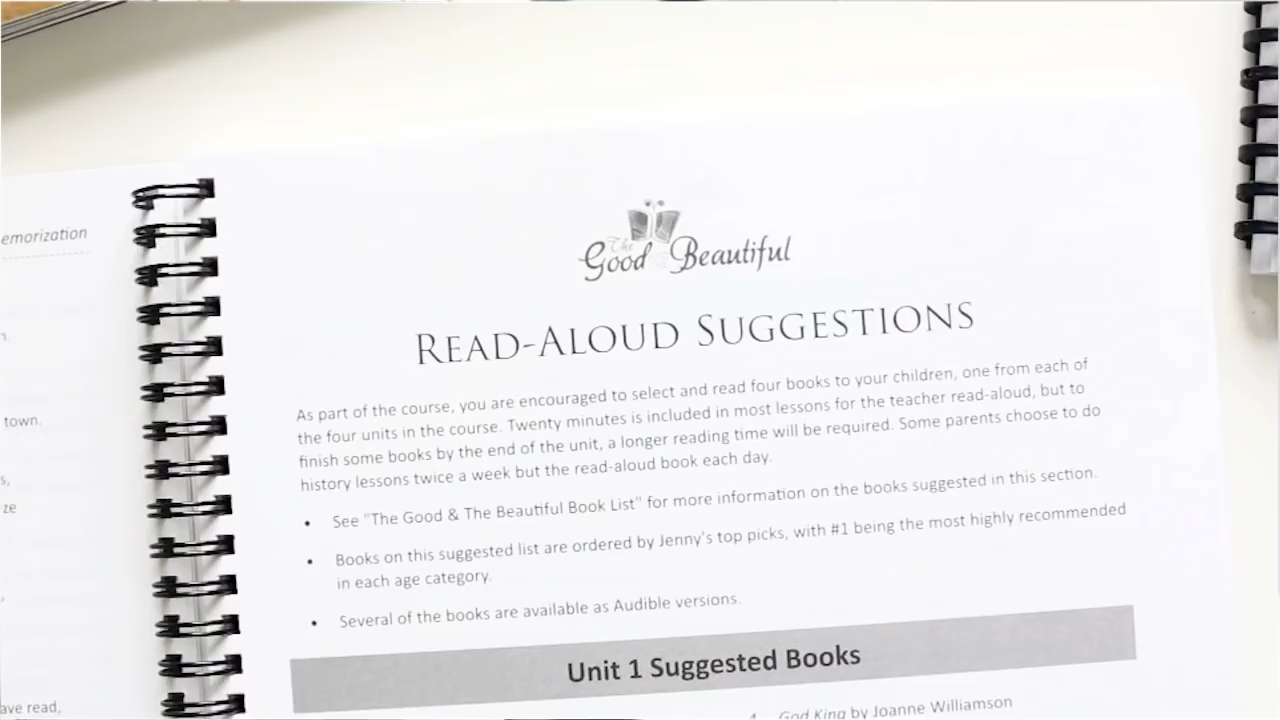 emorization
town.
s,
ze
ave read,
The
Good Beautiful
READ-ALOUD SUGGESTIONS
As part of the course, you are encouraged to select and read four books to your children, one from each of
the four units in the course. Twenty minutes is included in most lessons for the teacher read-aloud, but to
finish some books by the end of the unit, a longer reading time will be required. Some parents choose to do
history lessons twice a week but the read-aloud book each day.
• See "The Good & The Beautiful Book List" for more information on the books suggested in this section.
• Books on this suggested list are ordered by Jenny's top picks, with #1 being the most highly recommended
in each age category.
• Several of the books are available as Audible versions.
Unit 1 Suggested Books
God King by Joanne Williamson